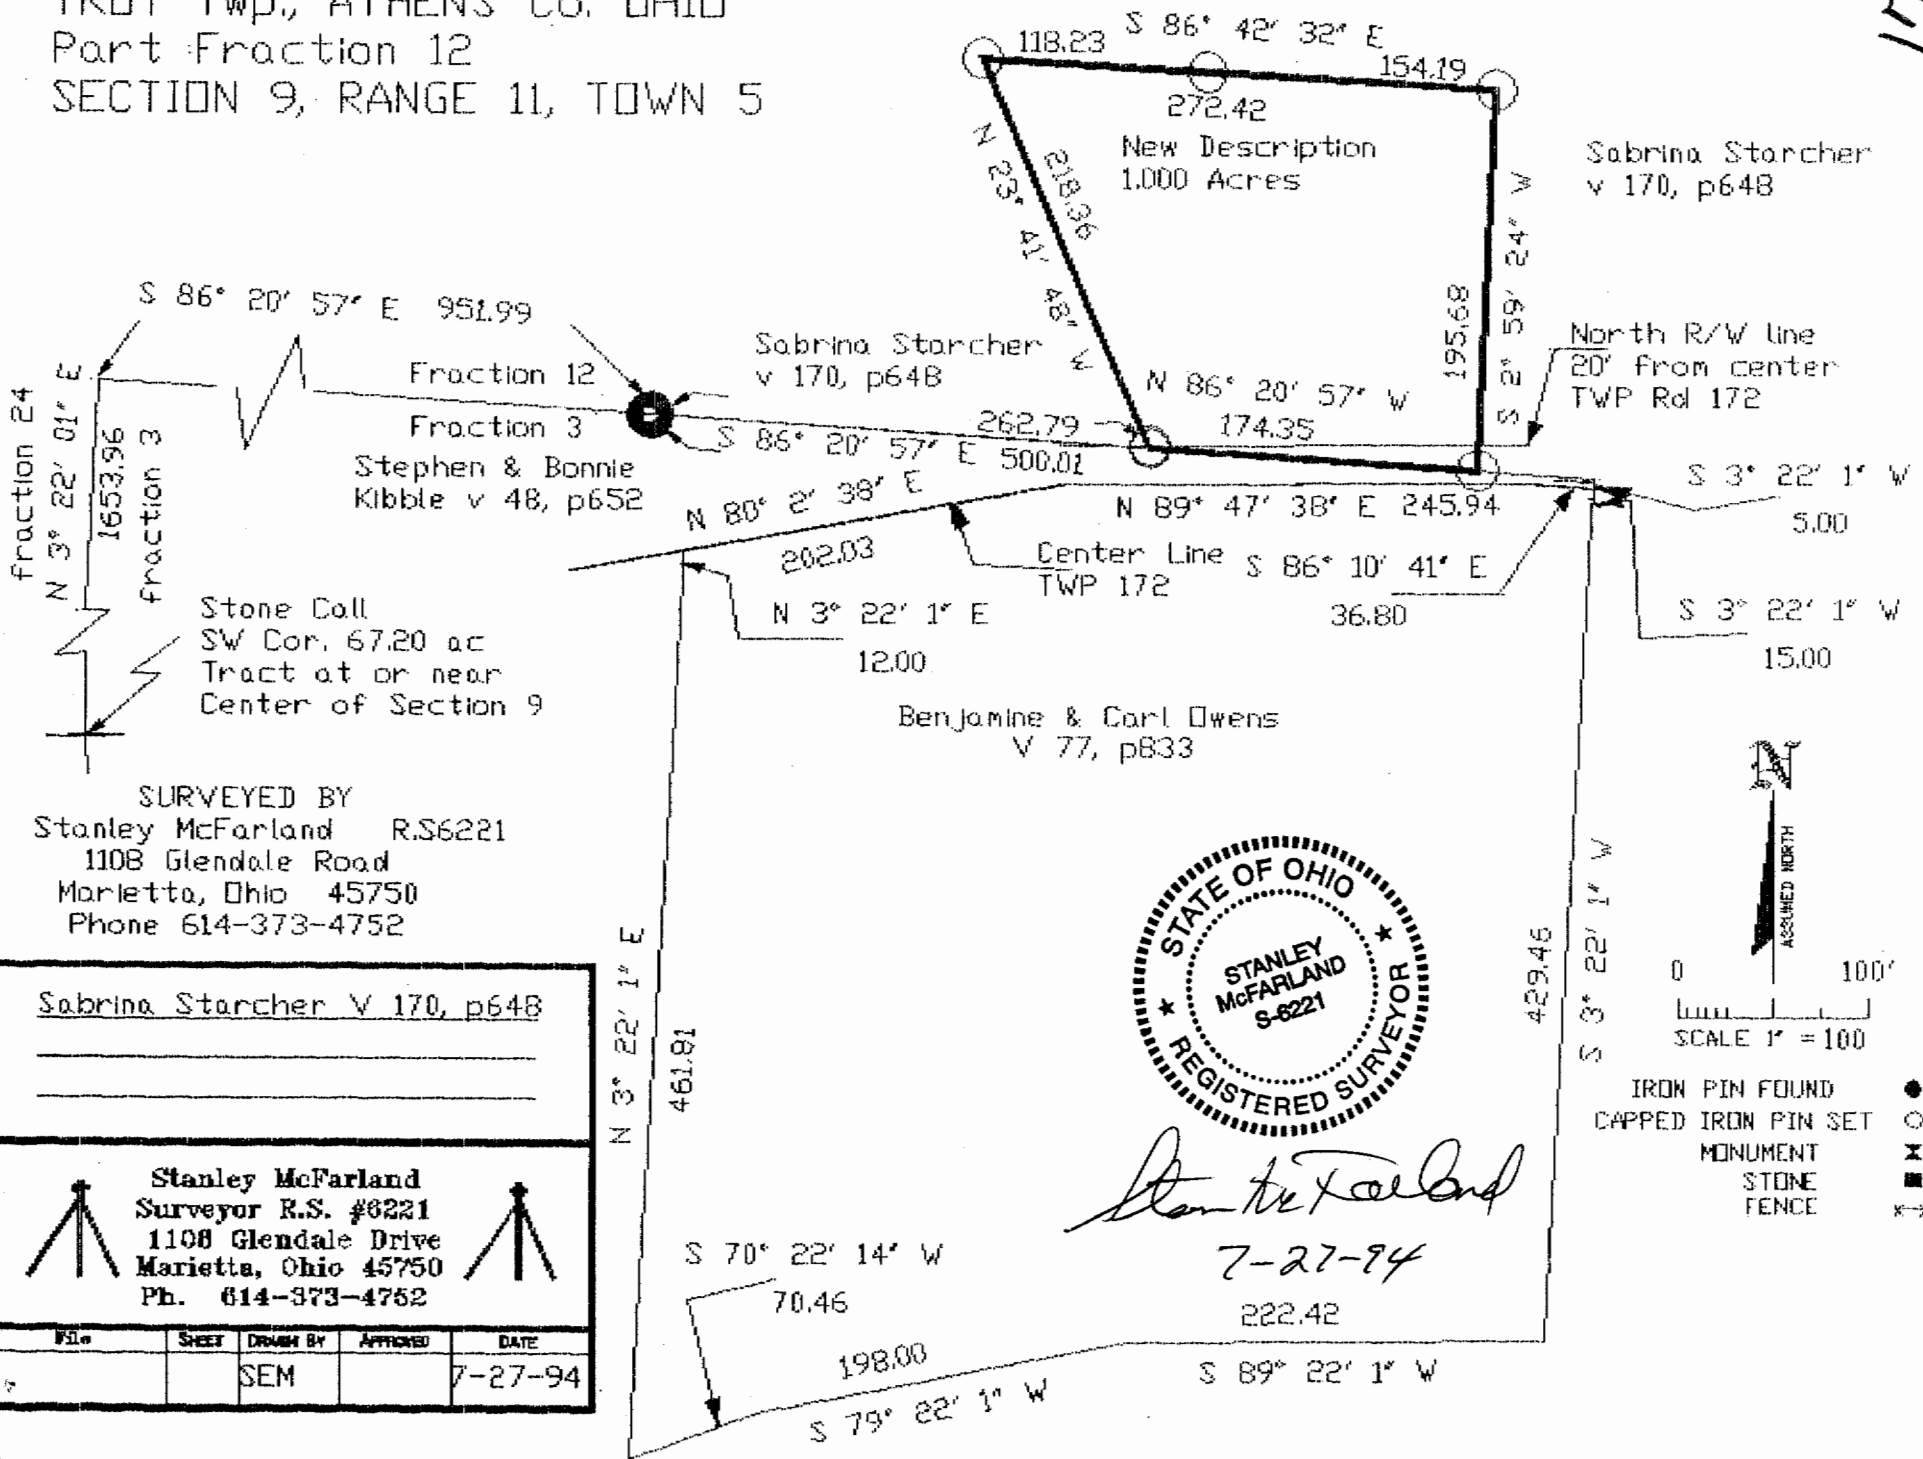 TROY Twp., ATHENS CO. OHIO
Part Fraction 12
SECTION 9, RANGE 11, TOWN 5
118.23
S 86° 42' 32" E
154.19
272.42
New Description
1.000 Acres
N 23° 41' 48" W
218.36
S 2° 59' 24" W
195.68
Sabrina Starcher
v 170, p648
North R/W line
20' from center
TWP Rd 172
S 86° 20' 57" E 951.99
Fraction 12
Fraction 3
Sabrina Starcher
v 170, p648
N 86° 20' 57" W
174.35
262.79
S 86° 20' 57" E 500.01
Stephen & Bonnie
Kibble v 48, p652
fraction 24
N 3° 22' 01" E
1653.96
fraction 3
N 80° 2' 38" E
202.03
N 89° 47' 38" E 245.94
S 3° 22' 1" W
5.00
Center Line
TWP 172
S 86° 10' 41" E
36.80
N 3° 22' 1" E
12.00
S 3° 22' 1" W
15.00
Stone Call
SW Cor. 67.20 ac
Tract at or near
Center of Section 9
Benjamine & Carl Owens
V 77, p833
SURVEYED BY
Stanley McFarland R.S6221
1108 Glendale Road
Marietta, Ohio 45750
Phone 614-373-4752
N
ASSUMED NORTH
0 100'
SCALE 1" = 100
STATE OF OHIO
STANLEY
McFARLAND
S-6221
REGISTERED SURVEYOR
Stan McFarland
7-27-94
N 3° 22' 1" E
461.81
429.46
S 3° 22' 1" W
IRON PIN FOUND
CAPPED IRON PIN SET
MONUMENT
STONE
FENCE
S 70° 22' 14" W
70.46
198.00
S 79° 22' 1" W
222.42
S 89° 22' 1" W
Sabrina Starcher V 170, p648
Stanley McFarland
Surveyor R.S. #6221
1108 Glendale Drive
Marietta, Ohio 45750
Ph. 614-373-4752
File SHEET DRAWN BY APPROVED DATE
SEM 7-27-94